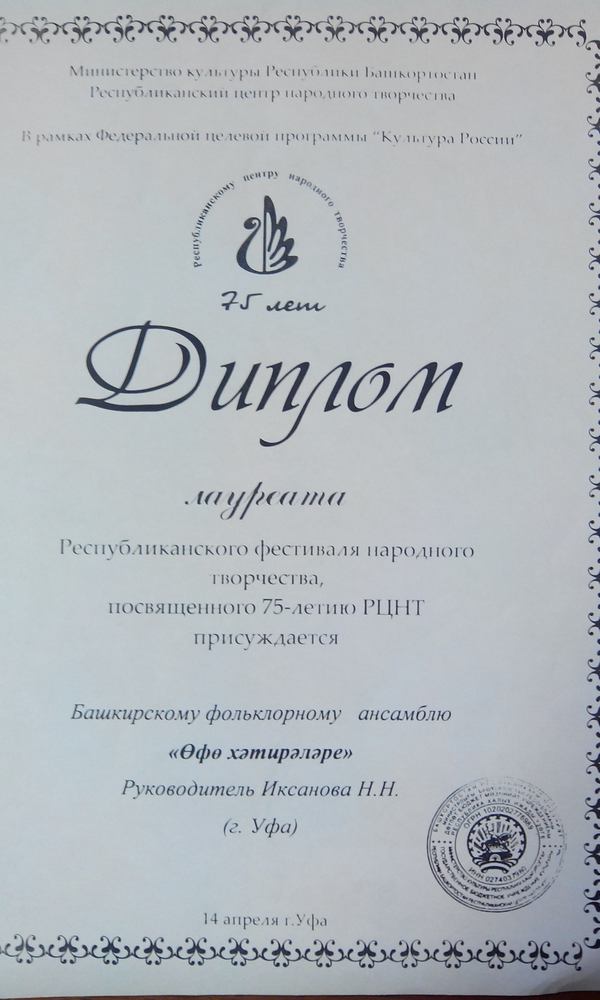 Министерство культуры Республики Башкортостан
Республиканский центр народного творчества
В рамках Федеральной целевой программы "Культура России"
Республиканскому центру народного творчества
75 лет
Диплом
лауреата
Республиканского фестиваля народного
творчества,
посвященного 75-летию РЦНТ
присуждается
Башкирскому фольклорному ансамблю
«Өфө хәтирәләре»
Руководитель Иксанова Н.Н.
(г. Уфа)
14 апреля г.Уфа